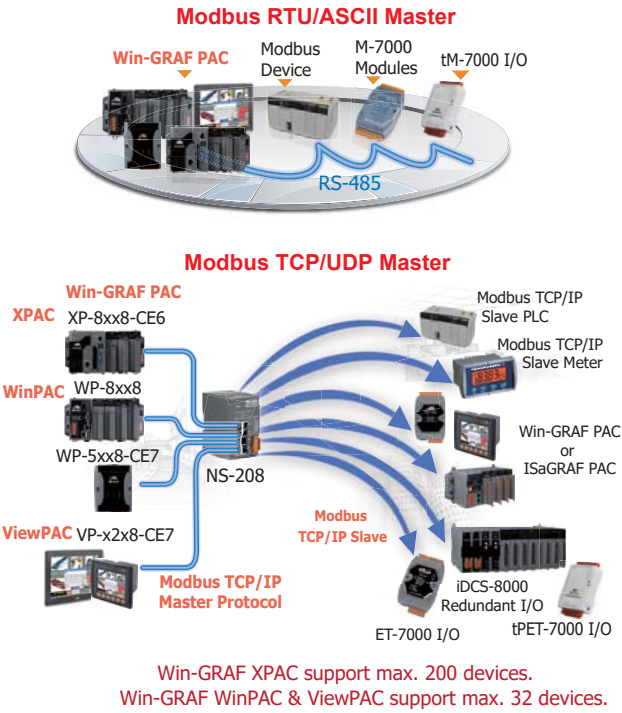 Modbus RTU/ASCII Master
Win-GRAF PAC
Modbus
Device
M-7000
Modules
tM-7000 I/O
RS-485
Modbus TCP/UDP Master
Win-GRAF PAC
XPAC XP-8xx8-CE6
WinPAC WP-8xx8
WP-5xx8-CE7
ViewPAC VP-x2x8-CE7
NS-208
Modbus TCP/IP
Master Protocol
Modbus
TCP/IP Slave
Modbus TCP/IP
Slave PLC
Modbus TCP/IP
Slave Meter
Win-GRAF PAC
or
ISaGRAF PAC
iDCS-8000
Redundant I/O
ET-7000 I/O
tPET-7000 I/O
Win-GRAF XPAC support max. 200 devices.
Win-GRAF WinPAC & ViewPAC support max. 32 devices.